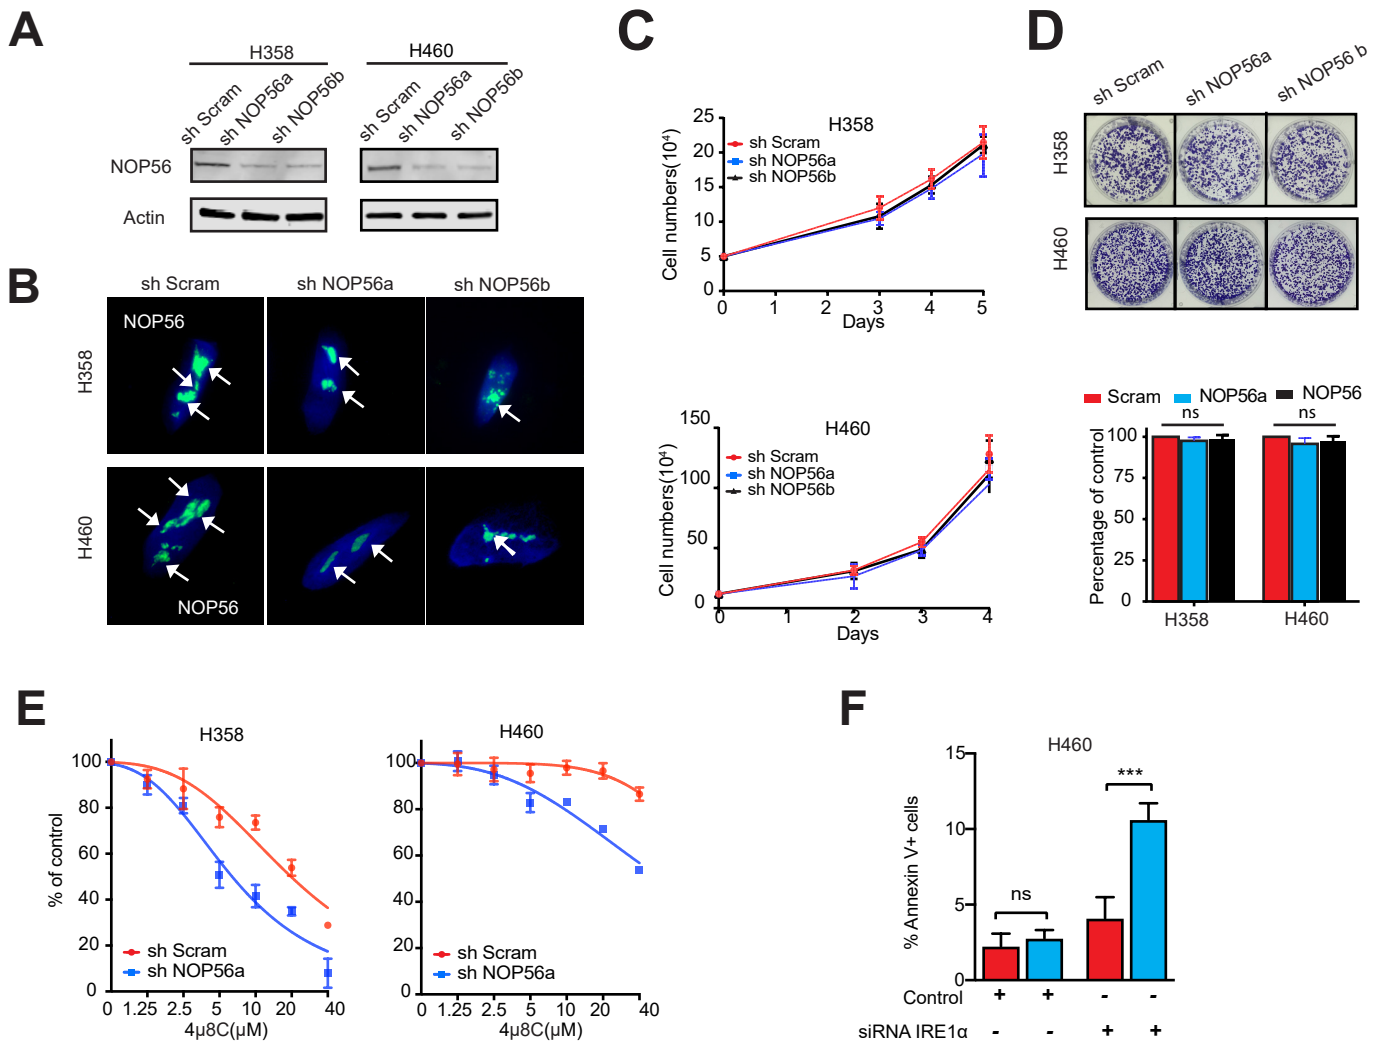 A
H358
H460
sh Scram
sh NOP56a
sh NOP56b
sh Scram
sh NOP56a
sh NOP56b
NOP56
Actin
B
sh Scram
sh NOP56a
sh NOP56b
H358
NOP56
H460
NOP56
C
H358
sh Scram
sh NOP56a
sh NOP56b
Cell numbers(10⁴)
25
20
15
10
5
0
0 1 2 3 4 5
Days
H460
sh Scram
sh NOP56a
sh NOP56b
Cell numbers(10⁴)
150
100
50
0
0 1 2 3 4
Days
D
sh Scram
sh NOP56a
sh NOP56 b
H358
H460
Scram NOP56a NOP56
ns ns
Percentage of control
100
75
50
25
0
H358 H460
E
H358
% of control
100
80
60
40
20
0
sh Scram
sh NOP56a
0 1.25 2.5 5 10 20 40
4µ8C(µM)
H460
100
80
60
40
20
0
sh Scram
sh NOP56a
0 1.25 2.5 5 10 20 40
4µ8C(µM)
F
H460
% Annexin V+ cells
15
10
5
0
ns
***
Control + + - -
siRNA IRE1α - - + +